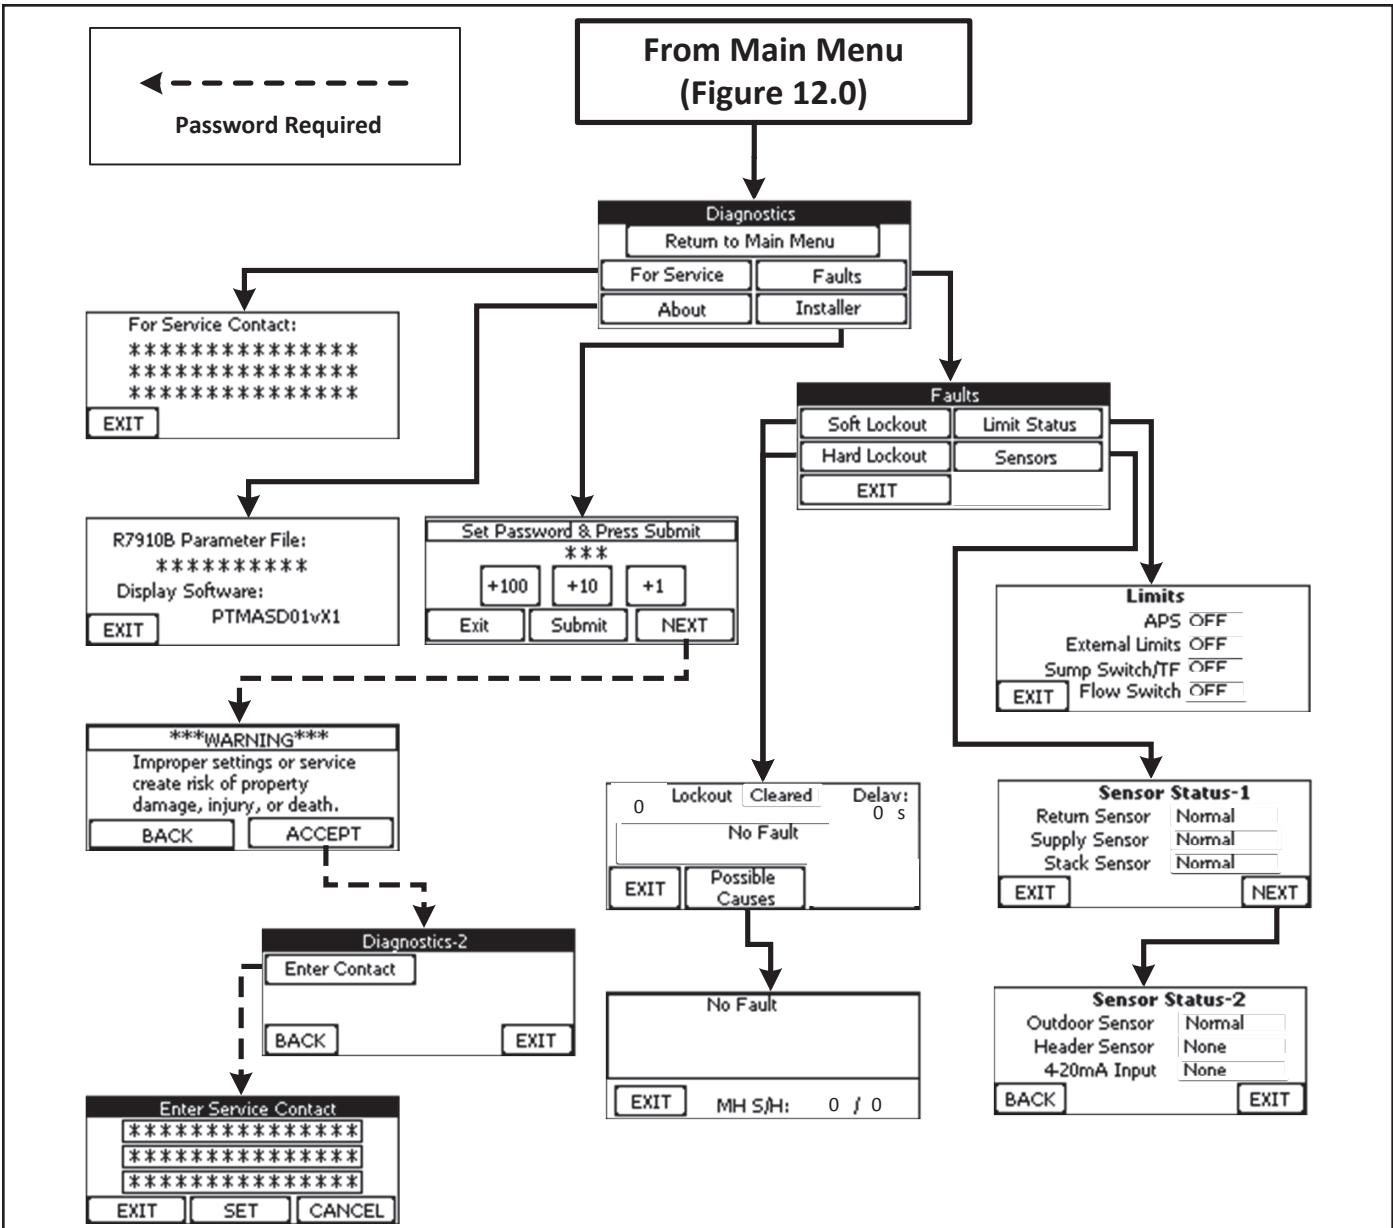 From Main Menu
(Figure 12.0)
Password Required
Diagnostics
Return to Main Menu
For Service
Faults
About
Installer
For Service Contact:
***************
***************
***************
EXIT
Faults
Soft Lockout
Limit Status
Hard Lockout
Sensors
EXIT
R7910B Parameter File:
**********
Display Software:
PTMASD01vX1
EXIT
Set Password & Press Submit
***
+100
+10
+1
Exit
Submit
NEXT
Limits
APS OFF
External Limits OFF
Sump Switch/TF OFF
Flow Switch OFF
EXIT
***WARNING***
Improper settings or service
create risk of property
damage, injury, or death.
BACK
ACCEPT
0 Lockout Cleared Delay:
0 s
No Fault
EXIT
Possible
Causes
Sensor Status-1
Return Sensor Normal
Supply Sensor Normal
Stack Sensor Normal
EXIT
NEXT
Diagnostics-2
Enter Contact
BACK
EXIT
No Fault
EXIT
MH S/H: 0 / 0
Sensor Status-2
Outdoor Sensor Normal
Header Sensor None
4-20mA Input None
BACK
EXIT
Enter Service Contact
***************
***************
***************
EXIT
SET
CANCEL